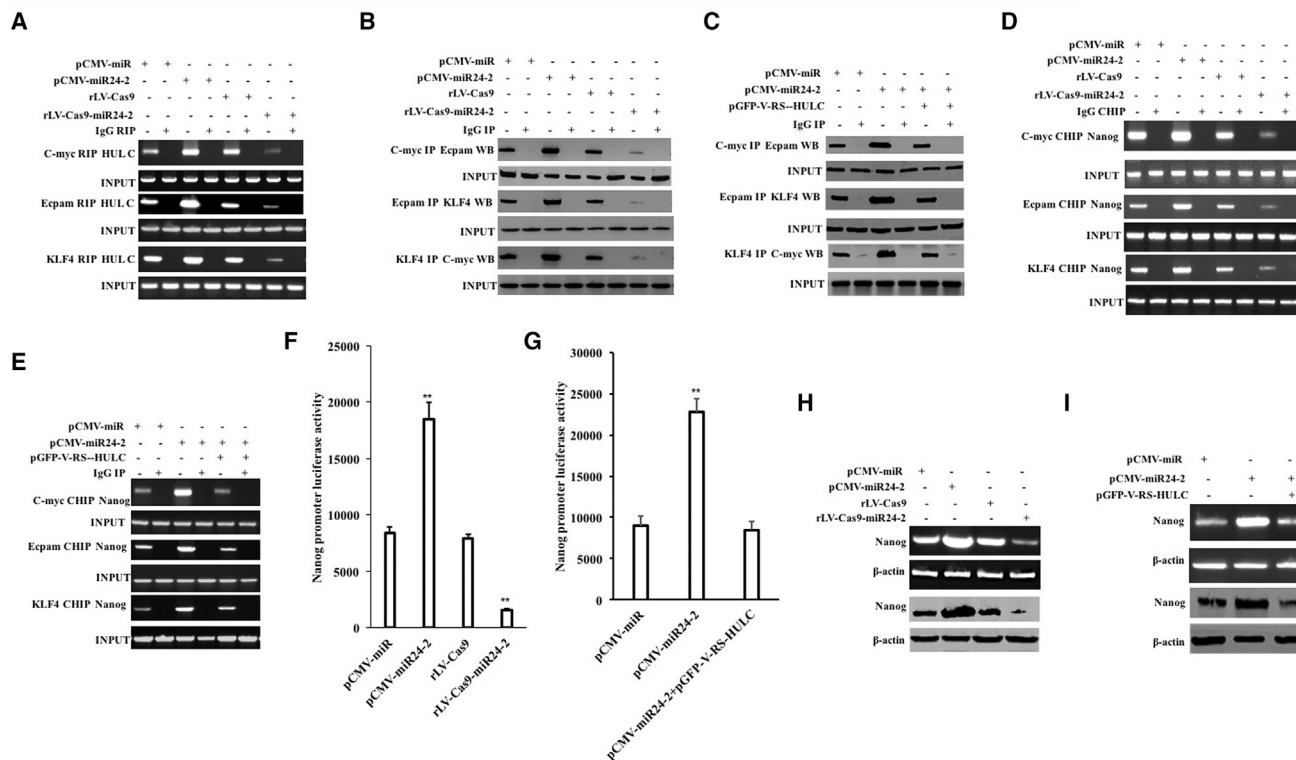 A
pCMV-miR + + - - - - - -
pCMV-miR24-2 - - + + - - - -
rLV-Cas9 - - - - + + - -
rLV-Cas9-miR24-2 - - - - - - + +
IgG RIP - + - + - + - +
C-myc RIP HULC
INPUT
Ecpam RIP HULC
INPUT
KLF4 RIP HULC
INPUT
B
pCMV-miR + + - - - - - -
pCMV-miR24-2 - - + + - - - -
rLV-Cas9 - - - - + + - -
rLV-Cas9-miR24-2 - - - - - - + +
IgG IP - + - + - + - +
C-myc IP Ecpam WB
INPUT
Ecpam IP KLF4 WB
INPUT
KLF4 IP C-myc WB
INPUT
C
pCMV-miR + + - - - -
pCMV-miR24-2 - - + + + +
pGFP-V-RS--HULC - - - - + +
IgG IP - + - + - +
C-myc IP Ecpam WB
INPUT
Ecpam IP KLF4 WB
INPUT
KLF4 IP C-myc WB
INPUT
D
pCMV-miR + + - - - - - -
pCMV-miR24-2 - - + + - - - -
rLV-Cas9 - - - - + + - -
rLV-Cas9-miR24-2 - - - - - - + +
IgG CHIP - + - + - + - +
C-myc CHIP Nanog
INPUT
Ecpam CHIP Nanog
INPUT
KLF4 CHIP Nanog
INPUT
E
pCMV-miR + + - - - -
pCMV-miR24-2 - - + + + +
pGFP-V-RS--HULC - - - - + +
IgG IP - + - + - +
C-myc CHIP Nanog
INPUT
Ecpam CHIP Nanog
INPUT
KLF4 CHIP Nanog
INPUT
F
Nanog promoter luciferase activity
25000
20000
15000
10000
5000
0
**
**
pCMV-miR
pCMV-miR24-2
rLV-Cas9
rLV-Cas9-miR24-2
G
Nanog promoter luciferase activity
30000
25000
20000
15000
10000
5000
0
**
pCMV-miR
pCMV-miR24-2
pCMV-miR24-2+pGFP-V-RS-HULC
H
pCMV-miR + - - -
pCMV-miR24-2 - + - -
rLV-Cas9 - - + -
rLV-Cas9-miR24-2 - - - +
Nanog
β-actin
Nanog
β-actin
I
pCMV-miR + - -
pCMV-miR24-2 - + +
pGFP-V-RS-HULC - - +
Nanog
β-actin
Nanog
β-actin